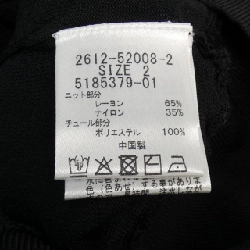 2612-52008-2
SIZE 2
5185379-01
ニット部分
レーヨン 65%
ナイロン 35%
チュール部分
ポリエステル 100%
中国製